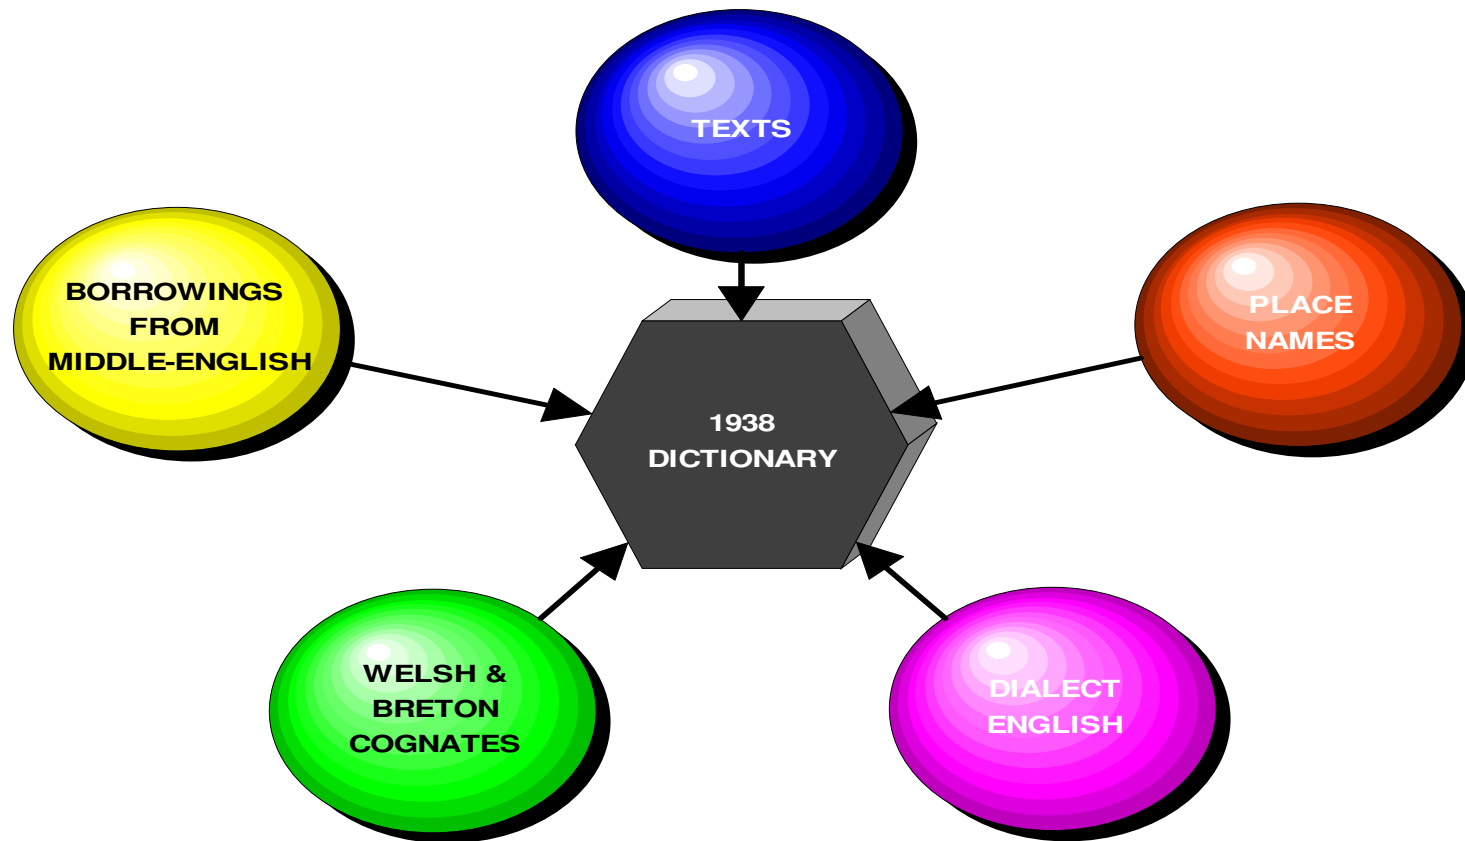 TEXTS
BORROWINGS
FROM
MIDDLE-ENGLISH
PLACE
NAMES
1938
DICTIONARY
WELSH &
BRETON
COGNATES
DIALECT
ENGLISH